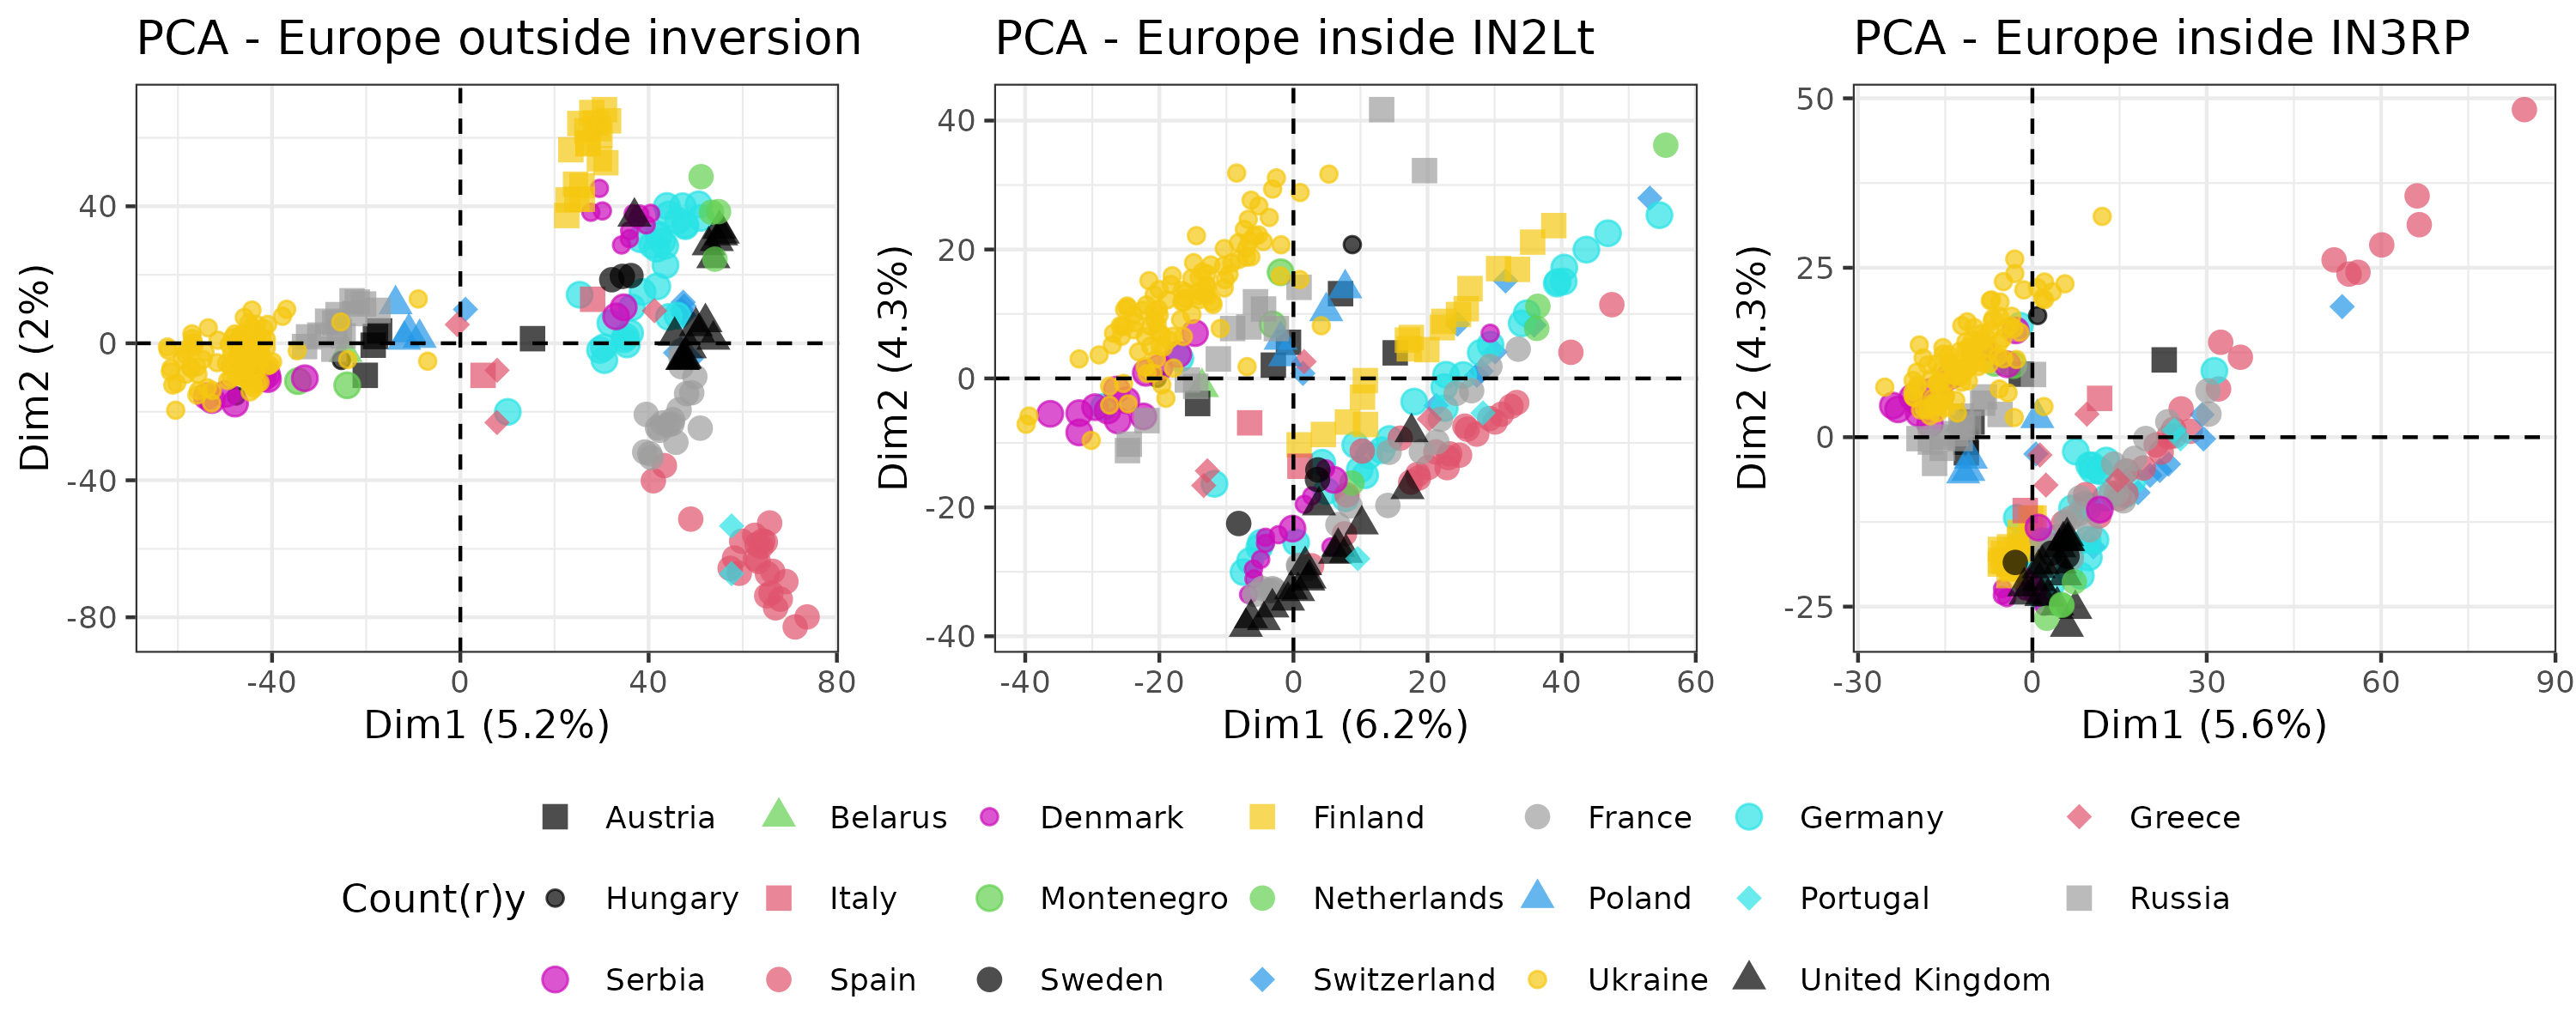 PCA - Europe outside inversion
PCA - Europe inside IN2Lt
PCA - Europe inside IN3RP
Dim2 (2%)
40
0
-40
-80
-40
0
40
80
Dim1 (5.2%)
Dim2 (4.3%)
40
20
0
-20
-40
-40
-20
0
20
40
60
Dim1 (6.2%)
Dim2 (4.3%)
50
25
0
-25
-30
0
30
60
90
Dim1 (5.6%)
Count(r)y
Austria Belarus Denmark Finland France Germany Greece
Hungary Italy Montenegro Netherlands Poland Portugal Russia
Serbia Spain Sweden Switzerland Ukraine United Kingdom